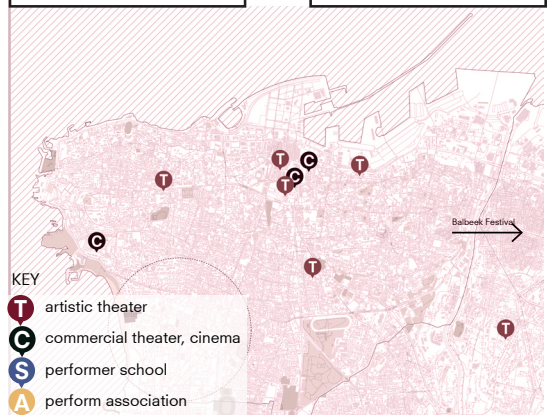 T
C
T
C
T
T
C
Balbeek Festival
T
T
KEY
T artistic theater
C commercial theater, cinema
S performer school
A perform association